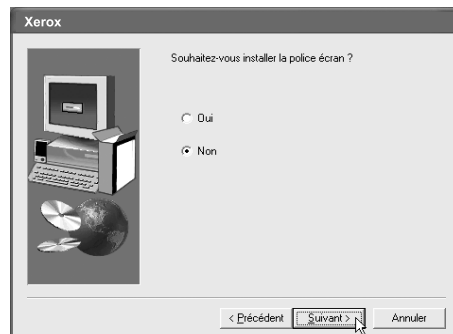 Xerox
Souhaitez-vous installer la police écran ?
Oui
Non
< Précédent
Suivant >
Annuler